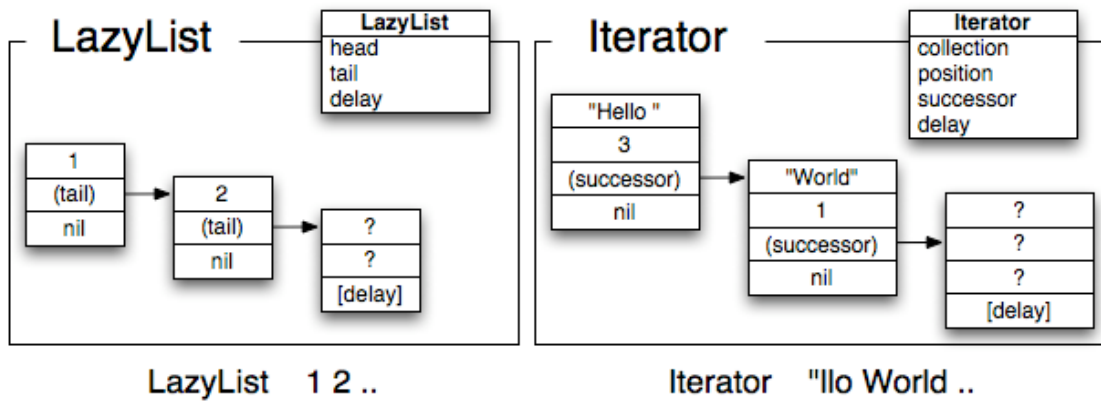 LazyList
LazyList
head
tail
delay
1
(tail)
nil
2
(tail)
nil
?
?
[delay]
LazyList 1 2 ..
Iterator
Iterator
collection
position
successor
delay
"Hello "
3
(successor)
nil
"World"
1
(successor)
nil
?
?
?
[delay]
Iterator "llo World ..